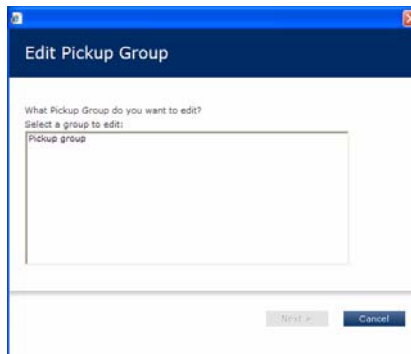 Edit Pickup Group
What Pickup Group do you want to edit?
Select a group to edit:
Pickup group
Next >
Cancel